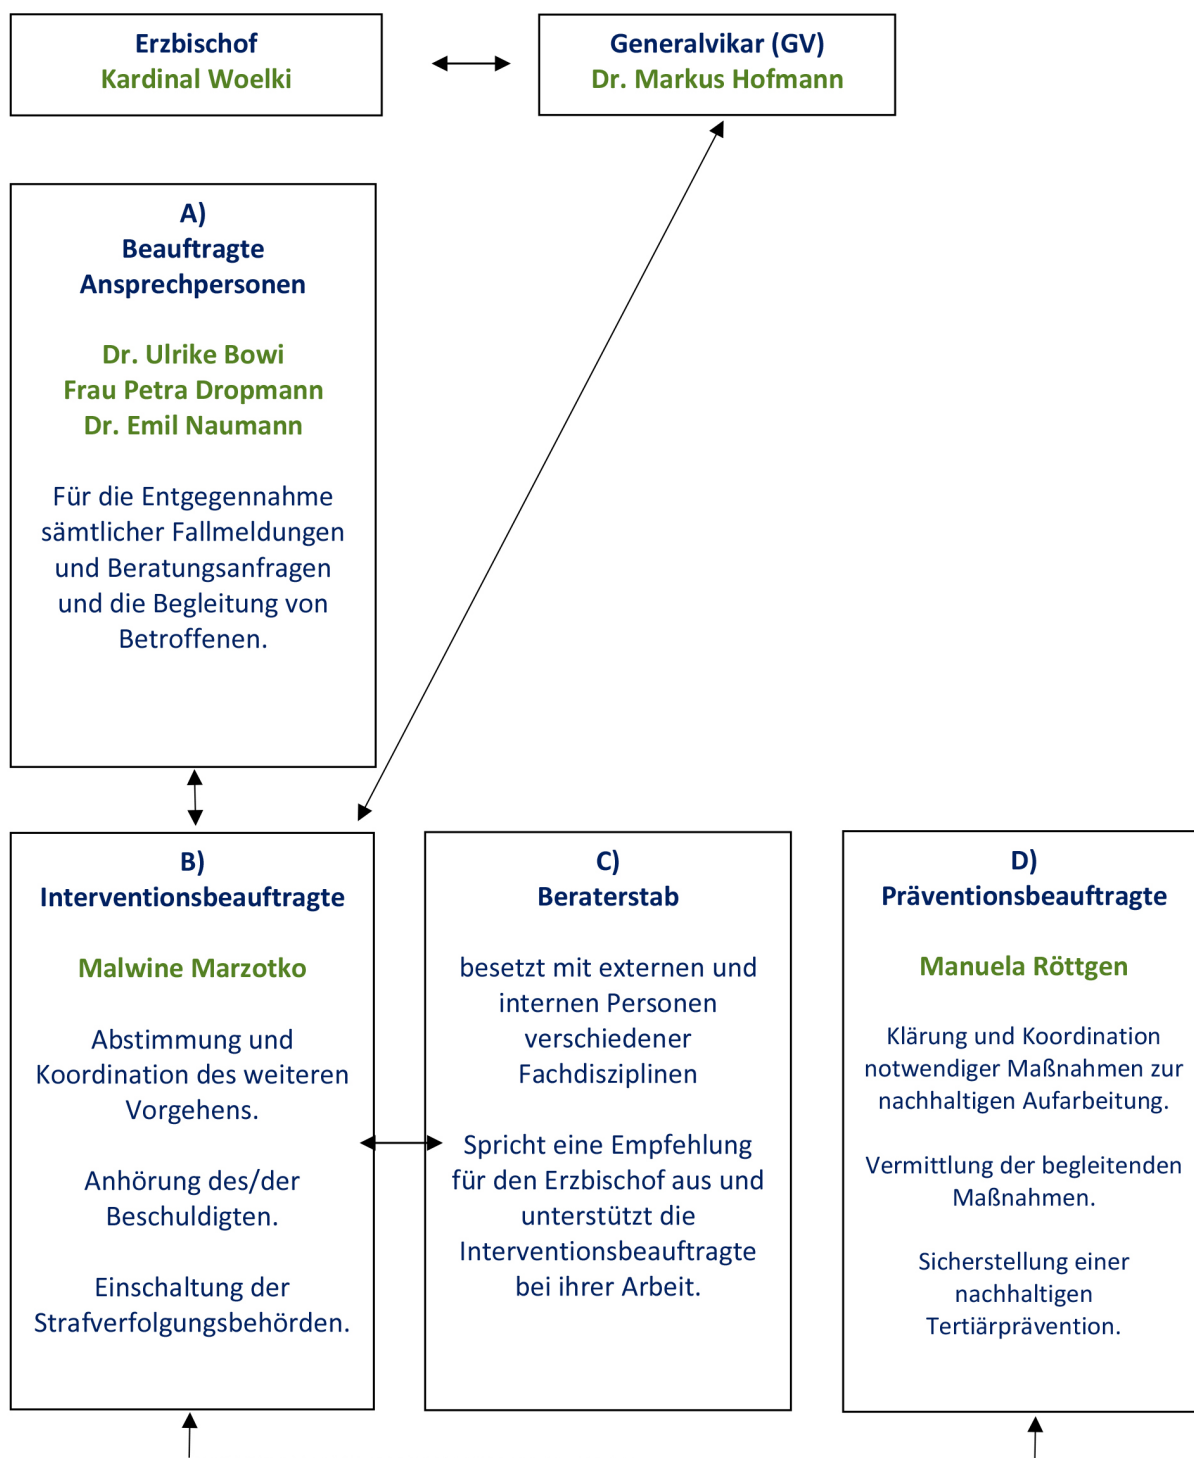 Erzbischof
Kardinal Woelki
Generalvikar (GV)
Dr. Markus Hofmann
A)
Beauftragte
Ansprechpersonen
Dr. Ulrike Bowi
Frau Petra Dropmann
Dr. Emil Naumann
Für die Entgegennahme
sämtlicher Fallmeldungen
und Beratungsanfragen
und die Begleitung von
Betroffenen.
B)
Interventionsbeauftragte
Malwine Marzotko
Abstimmung und
Koordination des weiteren
Vorgehens.
Anhörung des/der
Beschuldigten.
Einschaltung der
Strafverfolgungsbehörden.
C)
Beraterstab
besetzt mit externen und
internen Personen
verschiedener
Fachdisziplinen
Spricht eine Empfehlung
für den Erzbischof aus und
unterstützt die
Interventionsbeauftragte
bei ihrer Arbeit.
D)
Präventionsbeauftragte
Manuela Röttgen
Klärung und Koordination
notwendiger Maßnahmen zur
nachhaltigen Aufarbeitung.
Vermittlung der begleitenden
Maßnahmen.
Sicherstellung einer
nachhaltigen
Tertiärprävention.